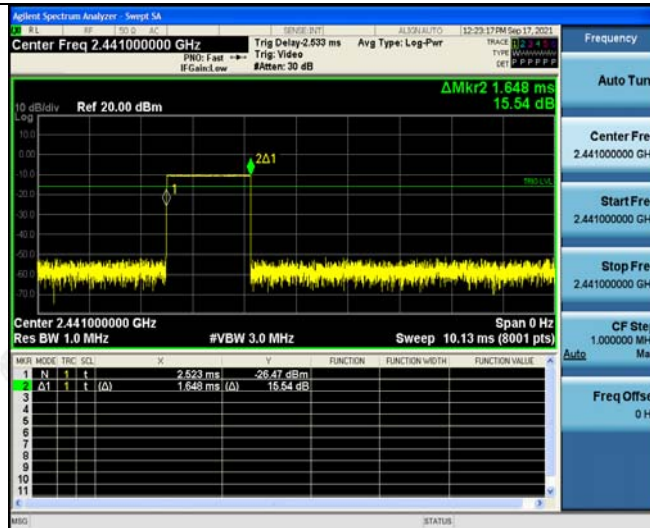 Agilent Spectrum Analyzer - Swept SA
RL RF 50 Ω AC SENSE:INT ALIGNAUTO 12:23:17PM Sep 17, 2021
Center Freq 2.441000000 GHz
PNO: Fast
IFGain:Low
Trig Delay-2.533 ms
Trig: Video
#Atten: 30 dB
Avg Type: Log-Pwr
TRACE 1 2 3 4 5 6
TYPE
DET P P P P P P
ΔMkr2 1.648 ms
15.54 dB
10 dB/div Ref 20.00 dBm
Log
10.0
0.00
-10.0
-20.0
-30.0
-40.0
-50.0
-60.0
-70.0
1
2Δ1
TRIG LVL
Center 2.441000000 GHz Span 0 Hz
Res BW 1.0 MHz #VBW 3.0 MHz Sweep 10.13 ms (8001 pts)
MKR MODE TRC SCL X Y FUNCTION FUNCTION WIDTH FUNCTION VALUE
1 N 1 t 2.523 ms -26.47 dBm
2 Δ1 1 t (Δ) 1.648 ms (Δ) 15.54 dB
3
4
5
6
7
8
9
10
11
MSG STATUS
Frequency
Auto Tun
Center Fre
2.441000000 GH
Start Fre
2.441000000 GH
Stop Fre
2.441000000 GH
CF Ste
1.000000 MH
Auto Ma
Freq Offse
0 H